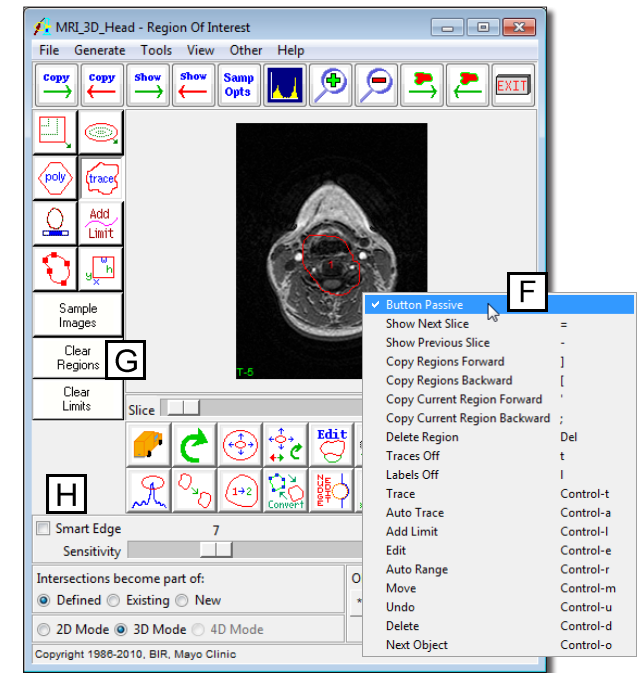 MRI_3D_Head - Region Of Interest
File Generate Tools View Other Help
Copy Copy Show Show Samp Opts EXIT
poly trace
Add Limit
y x w h
Sample Images
Clear Regions G
Clear Limits
H
1
T-5
Slice
Edit
1→2 Convert NUDGE
Smart Edge 7
Sensitivity
Intersections become part of:
Defined Existing New
2D Mode 3D Mode 4D Mode
Copyright 1986-2010, BIR, Mayo Clinic
F
✓ Button Passive
Show Next Slice =
Show Previous Slice -
Copy Regions Forward ]
Copy Regions Backward [
Copy Current Region Forward '
Copy Current Region Backward ;
Delete Region Del
Traces Off t
Labels Off l
Trace Control-t
Auto Trace Control-a
Add Limit Control-l
Edit Control-e
Auto Range Control-r
Move Control-m
Undo Control-u
Delete Control-d
Next Object Control-o